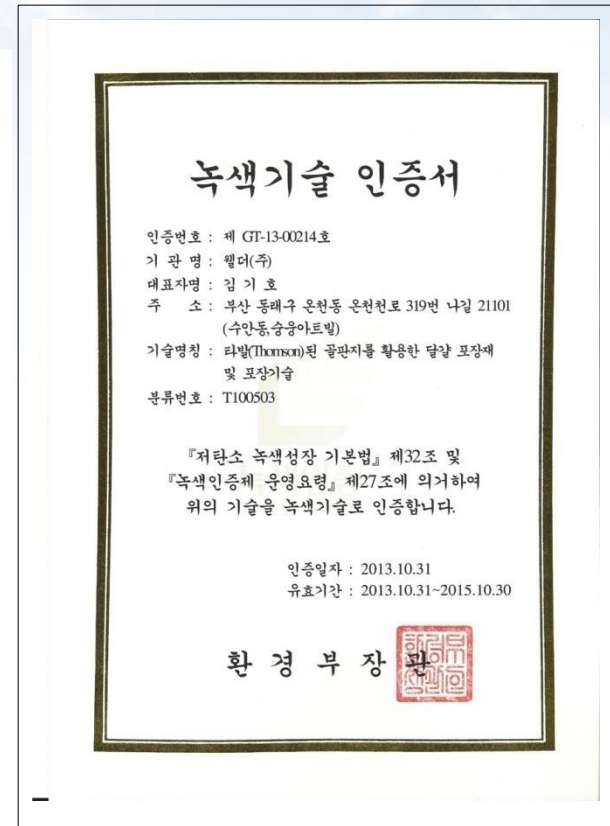 녹색기술 인증서
인증번호 : 제 GT-13-00214호
기 관 명 : 웰더(주)
대표자명 : 김 기 호
주 소 : 부산 동래구 온천동 온천천로 319번 나길 21101
(수안동,숭웅아트빌)
기술명칭 : 타발(Thomson)된 골판지를 활용한 달걀 포장재
및 포장기술
분류번호 : T100503
『저탄소 녹색성장 기본법』 제32조 및
『녹색인증제 운영요령』 제27조에 의거하여
위의 기술을 녹색기술로 인증합니다.
인증일자 : 2013.10.31
유효기간 : 2013.10.31~2015.10.30
환 경 부 장 관